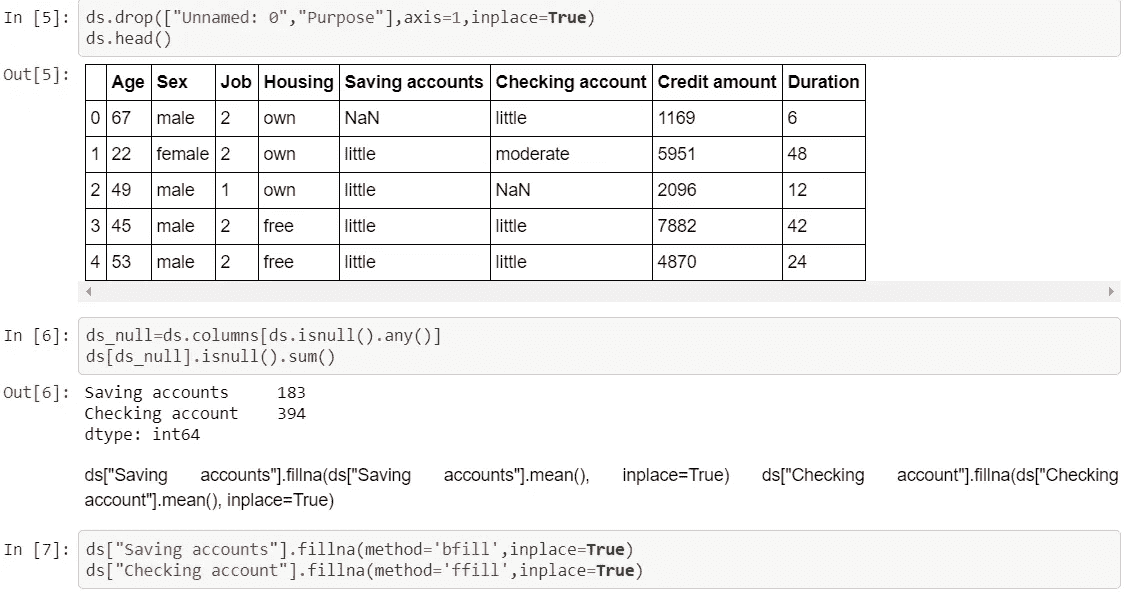 In [5]: ds.drop(["Unnamed: 0","Purpose"],axis=1,inplace=True)
ds.head()
Out[5]:
Age Sex Job Housing Saving accounts Checking account Credit amount Duration
0 67 male 2 own NaN little 1169 6
1 22 female 2 own little moderate 5951 48
2 49 male 1 own little NaN 2096 12
3 45 male 2 free little little 7882 42
4 53 male 2 free little little 4870 24
In [6]: ds_null=ds.columns[ds.isnull().any()]
ds[ds_null].isnull().sum()
Out[6]: Saving accounts 183
Checking account 394
dtype: int64
ds["Saving accounts"].fillna(ds["Saving accounts"].mean(), inplace=True) ds["Checking account"].fillna(ds["Checking
account"].mean(), inplace=True)
In [7]: ds["Saving accounts"].fillna(method='bfill',inplace=True)
ds["Checking account"].fillna(method='ffill',inplace=True)